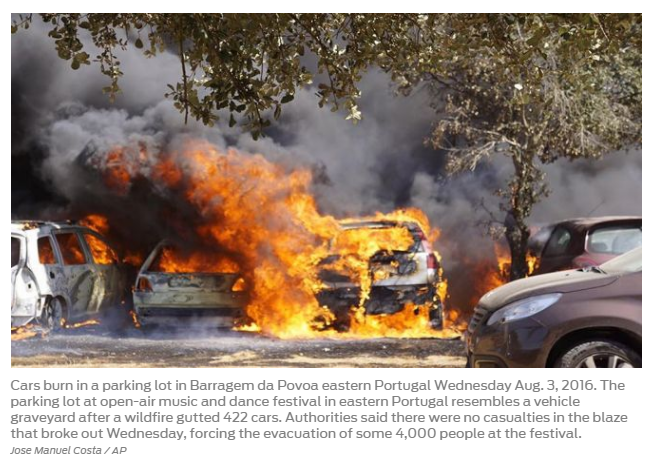 Cars burn in a parking lot in Barragem da Povoa eastern Portugal Wednesday Aug. 3, 2016. The
parking lot at open-air music and dance festival in eastern Portugal resembles a vehicle
graveyard after a wildfire gutted 422 cars. Authorities said there were no casualties in the blaze
that broke out Wednesday, forcing the evacuation of some 4,000 people at the festival.
Jose Manuel Costa / AP